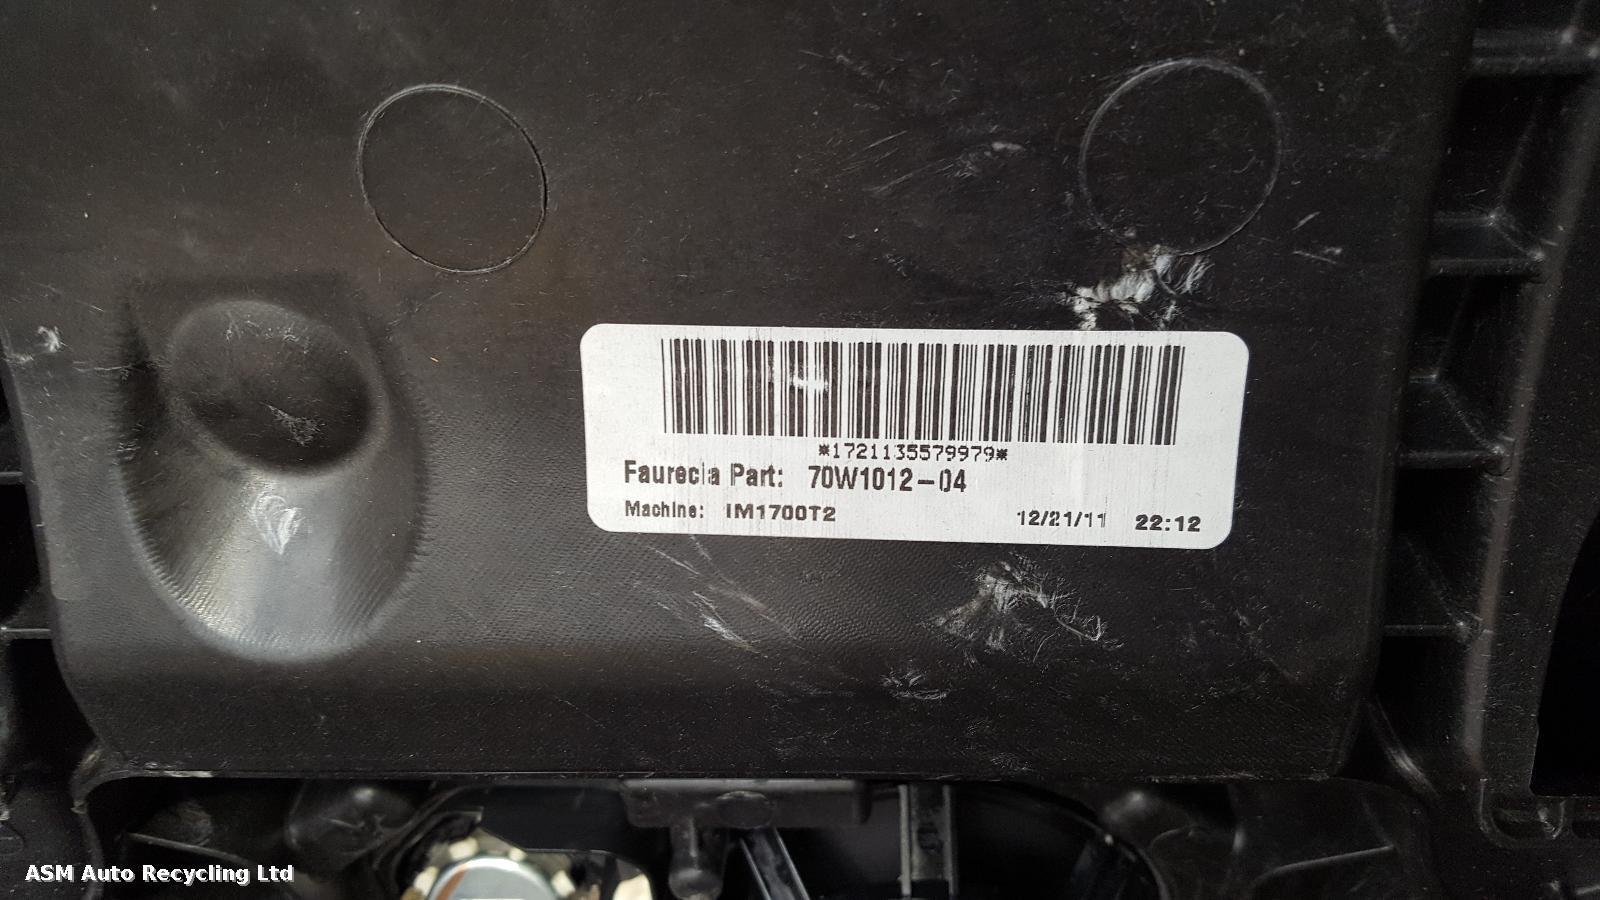 *1721135579979*
Faurecia Part: 70W1012-04
Machine: IM1700T2 12/21/11 22:12
ASM Auto Recycling Ltd